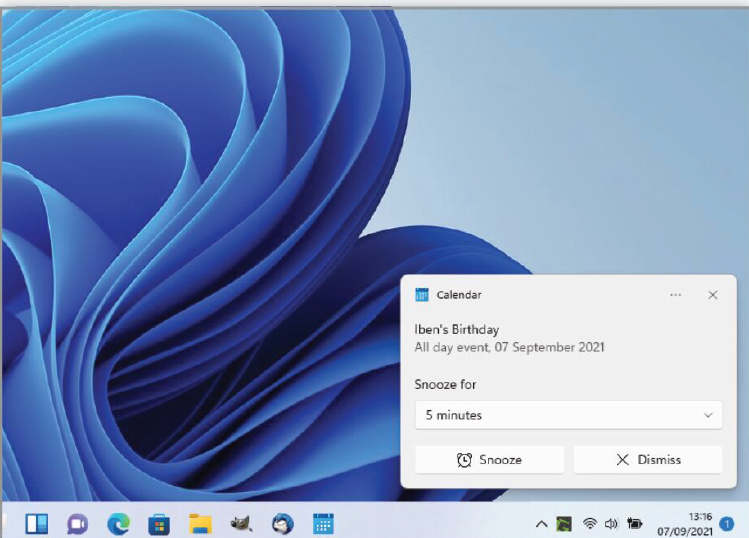 Calendar
Iben's Birthday
All day event, 07 September 2021
Snooze for
5 minutes
Snooze
Dismiss
13:16
07/09/2021
1